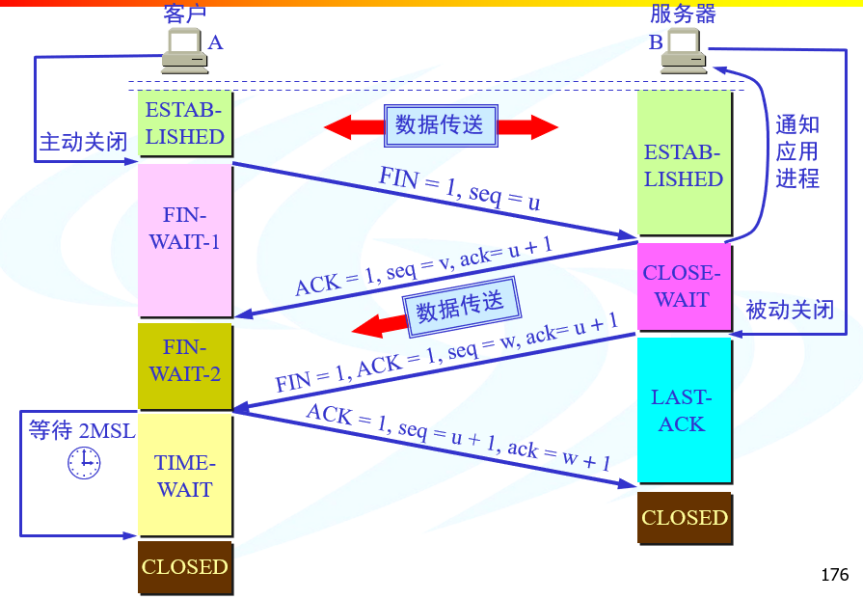 客户
服务器
A
B
ESTAB-
LISHED
数据传送
通知
应用
进程
主动关闭
ESTAB-
LISHED
FIN = 1, seq = u
FIN-
WAIT-1
ACK = 1, seq = v, ack= u + 1
CLOSE-
WAIT
数据传送
被动关闭
FIN-
WAIT-2
FIN = 1, ACK = 1, seq = w, ack= u + 1
LAST-
ACK
ACK = 1, seq = u + 1, ack = w + 1
等待 2MSL
TIME-
WAIT
CLOSED
CLOSED
176